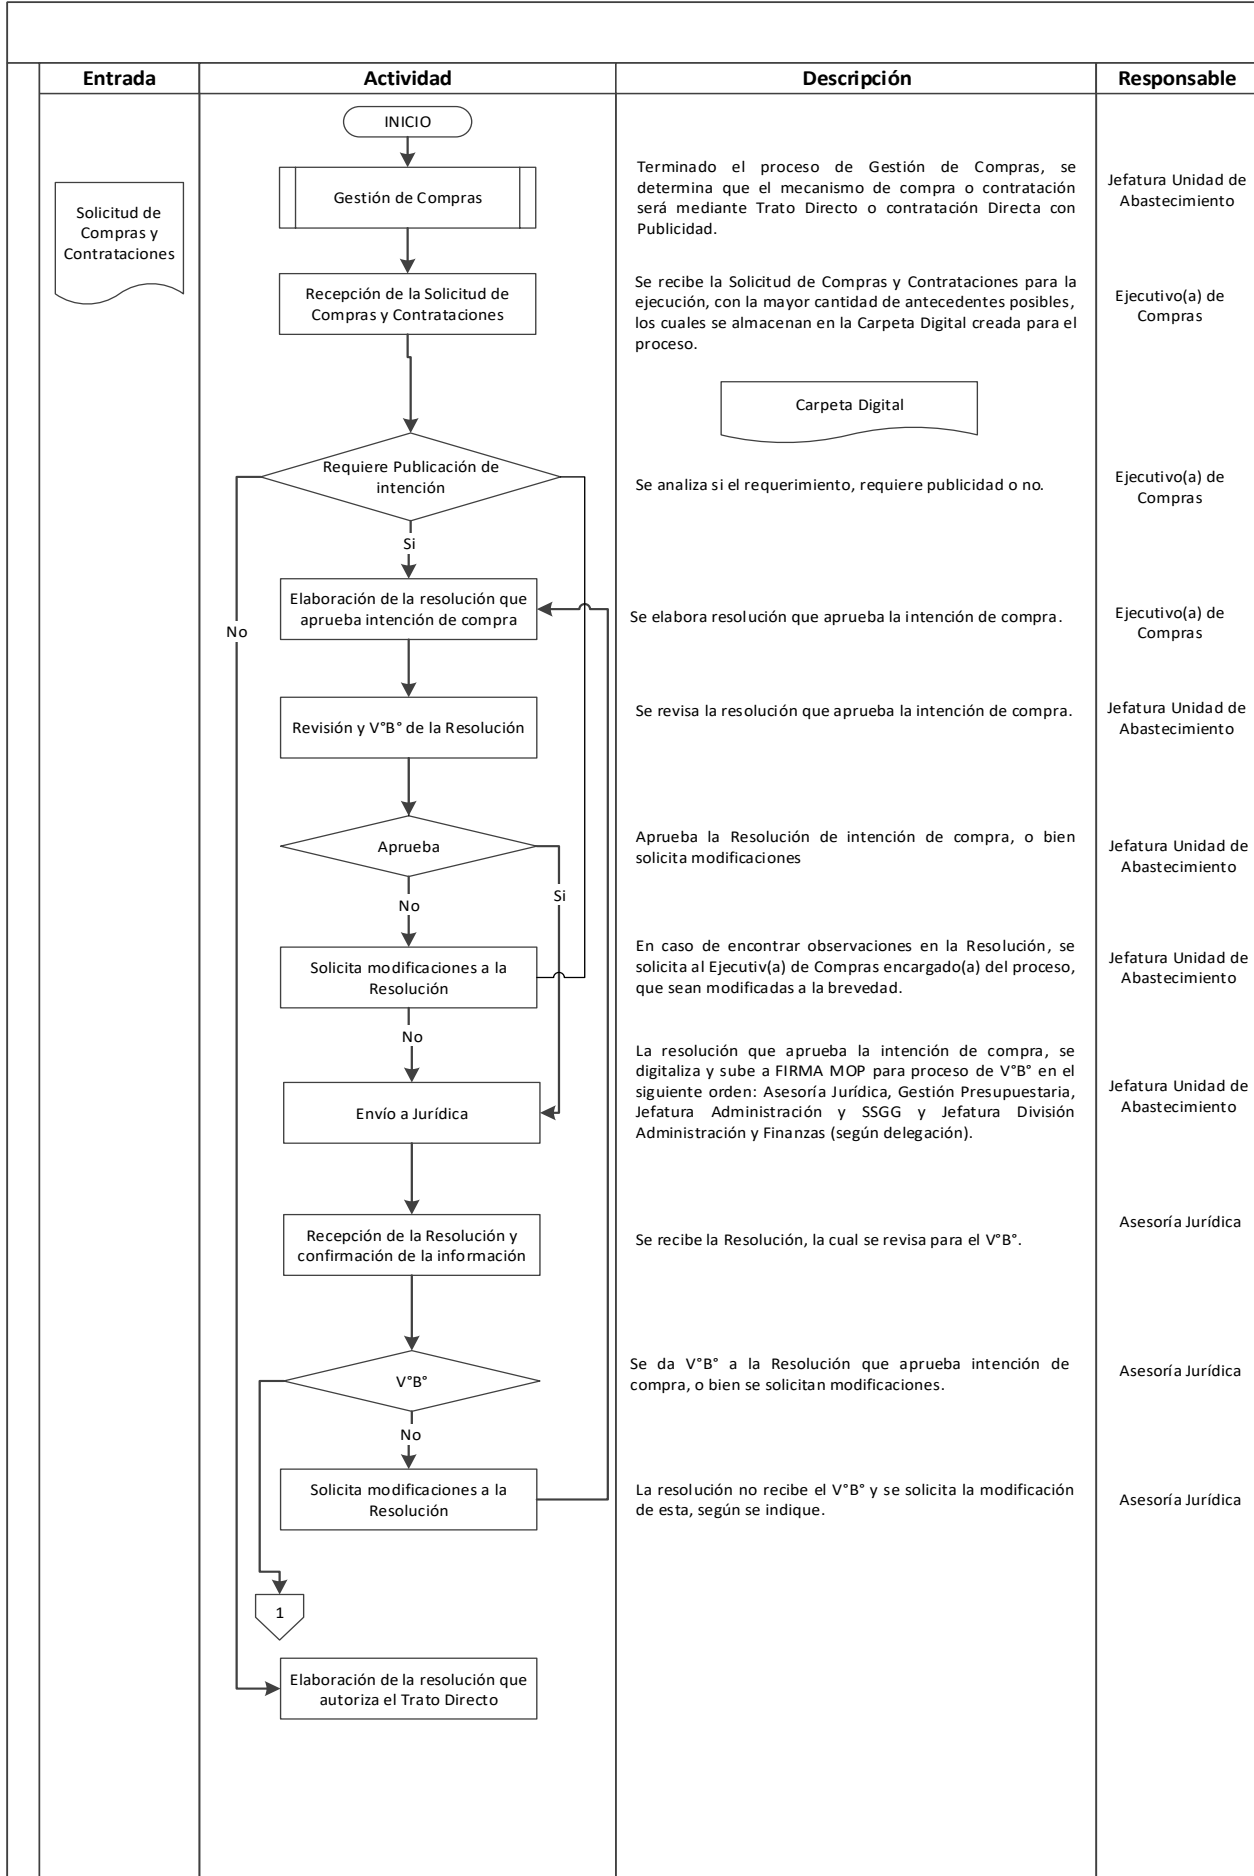 Entrada
Actividad
Descripción
Responsable
INICIO
Solicitud de
Compras y
Contrataciones
Gestión de Compras
Terminado el proceso de Gestión de Compras, se
determina que el mecanismo de compra o contratación
será mediante Trato Directo o contratación Directa con
Publicidad.
Jefatura Unidad de
Abastecimiento
Recepción de la Solicitud de
Compras y Contrataciones
Se recibe la Solicitud de Compras y Contrataciones para la
ejecución, con la mayor cantidad de antecedentes posibles,
los cuales se almacenan en la Carpeta Digital creada para el
proceso.
Ejecutivo(a) de
Compras
Carpeta Digital
Requiere Publicación de
intención
Se analiza si el requerimiento, requiere publicidad o no.
Ejecutivo(a) de
Compras
Si
No
Elaboración de la resolución que
aprueba intención de compra
Se elabora resolución que aprueba la intención de compra.
Ejecutivo(a) de
Compras
Revisión y V°B° de la Resolución
Se revisa la resolución que aprueba la intención de compra.
Jefatura Unidad de
Abastecimiento
Aprueba
Aprueba la Resolución de intención de compra, o bien
solicita modificaciones
Jefatura Unidad de
Abastecimiento
Si
No
Solicita modificaciones a la
Resolución
En caso de encontrar observaciones en la Resolución, se
solicita al Ejecutiv(a) de Compras encargado(a) del proceso,
que sean modificadas a la brevedad.
Jefatura Unidad de
Abastecimiento
No
Envío a Jurídica
La resolución que aprueba la intención de compra, se
digitaliza y sube a FIRMA MOP para proceso de V°B° en el
siguiente orden: Asesoría Jurídica, Gestión Presupuestaria,
Jefatura Administración y SSGG y Jefatura División
Administración y Finanzas (según delegación).
Jefatura Unidad de
Abastecimiento
Recepción de la Resolución y
confirmación de la información
Se recibe la Resolución, la cual se revisa para el V°B°.
Asesoría Jurídica
V°B°
Se da V°B° a la Resolución que aprueba intención de
compra, o bien se solicitan modificaciones.
Asesoría Jurídica
No
Solicita modificaciones a la
Resolución
La resolución no recibe el V°B° y se solicita la modificación
de esta, según se indique.
Asesoría Jurídica
1
Elaboración de la resolución que
autoriza el Trato Directo